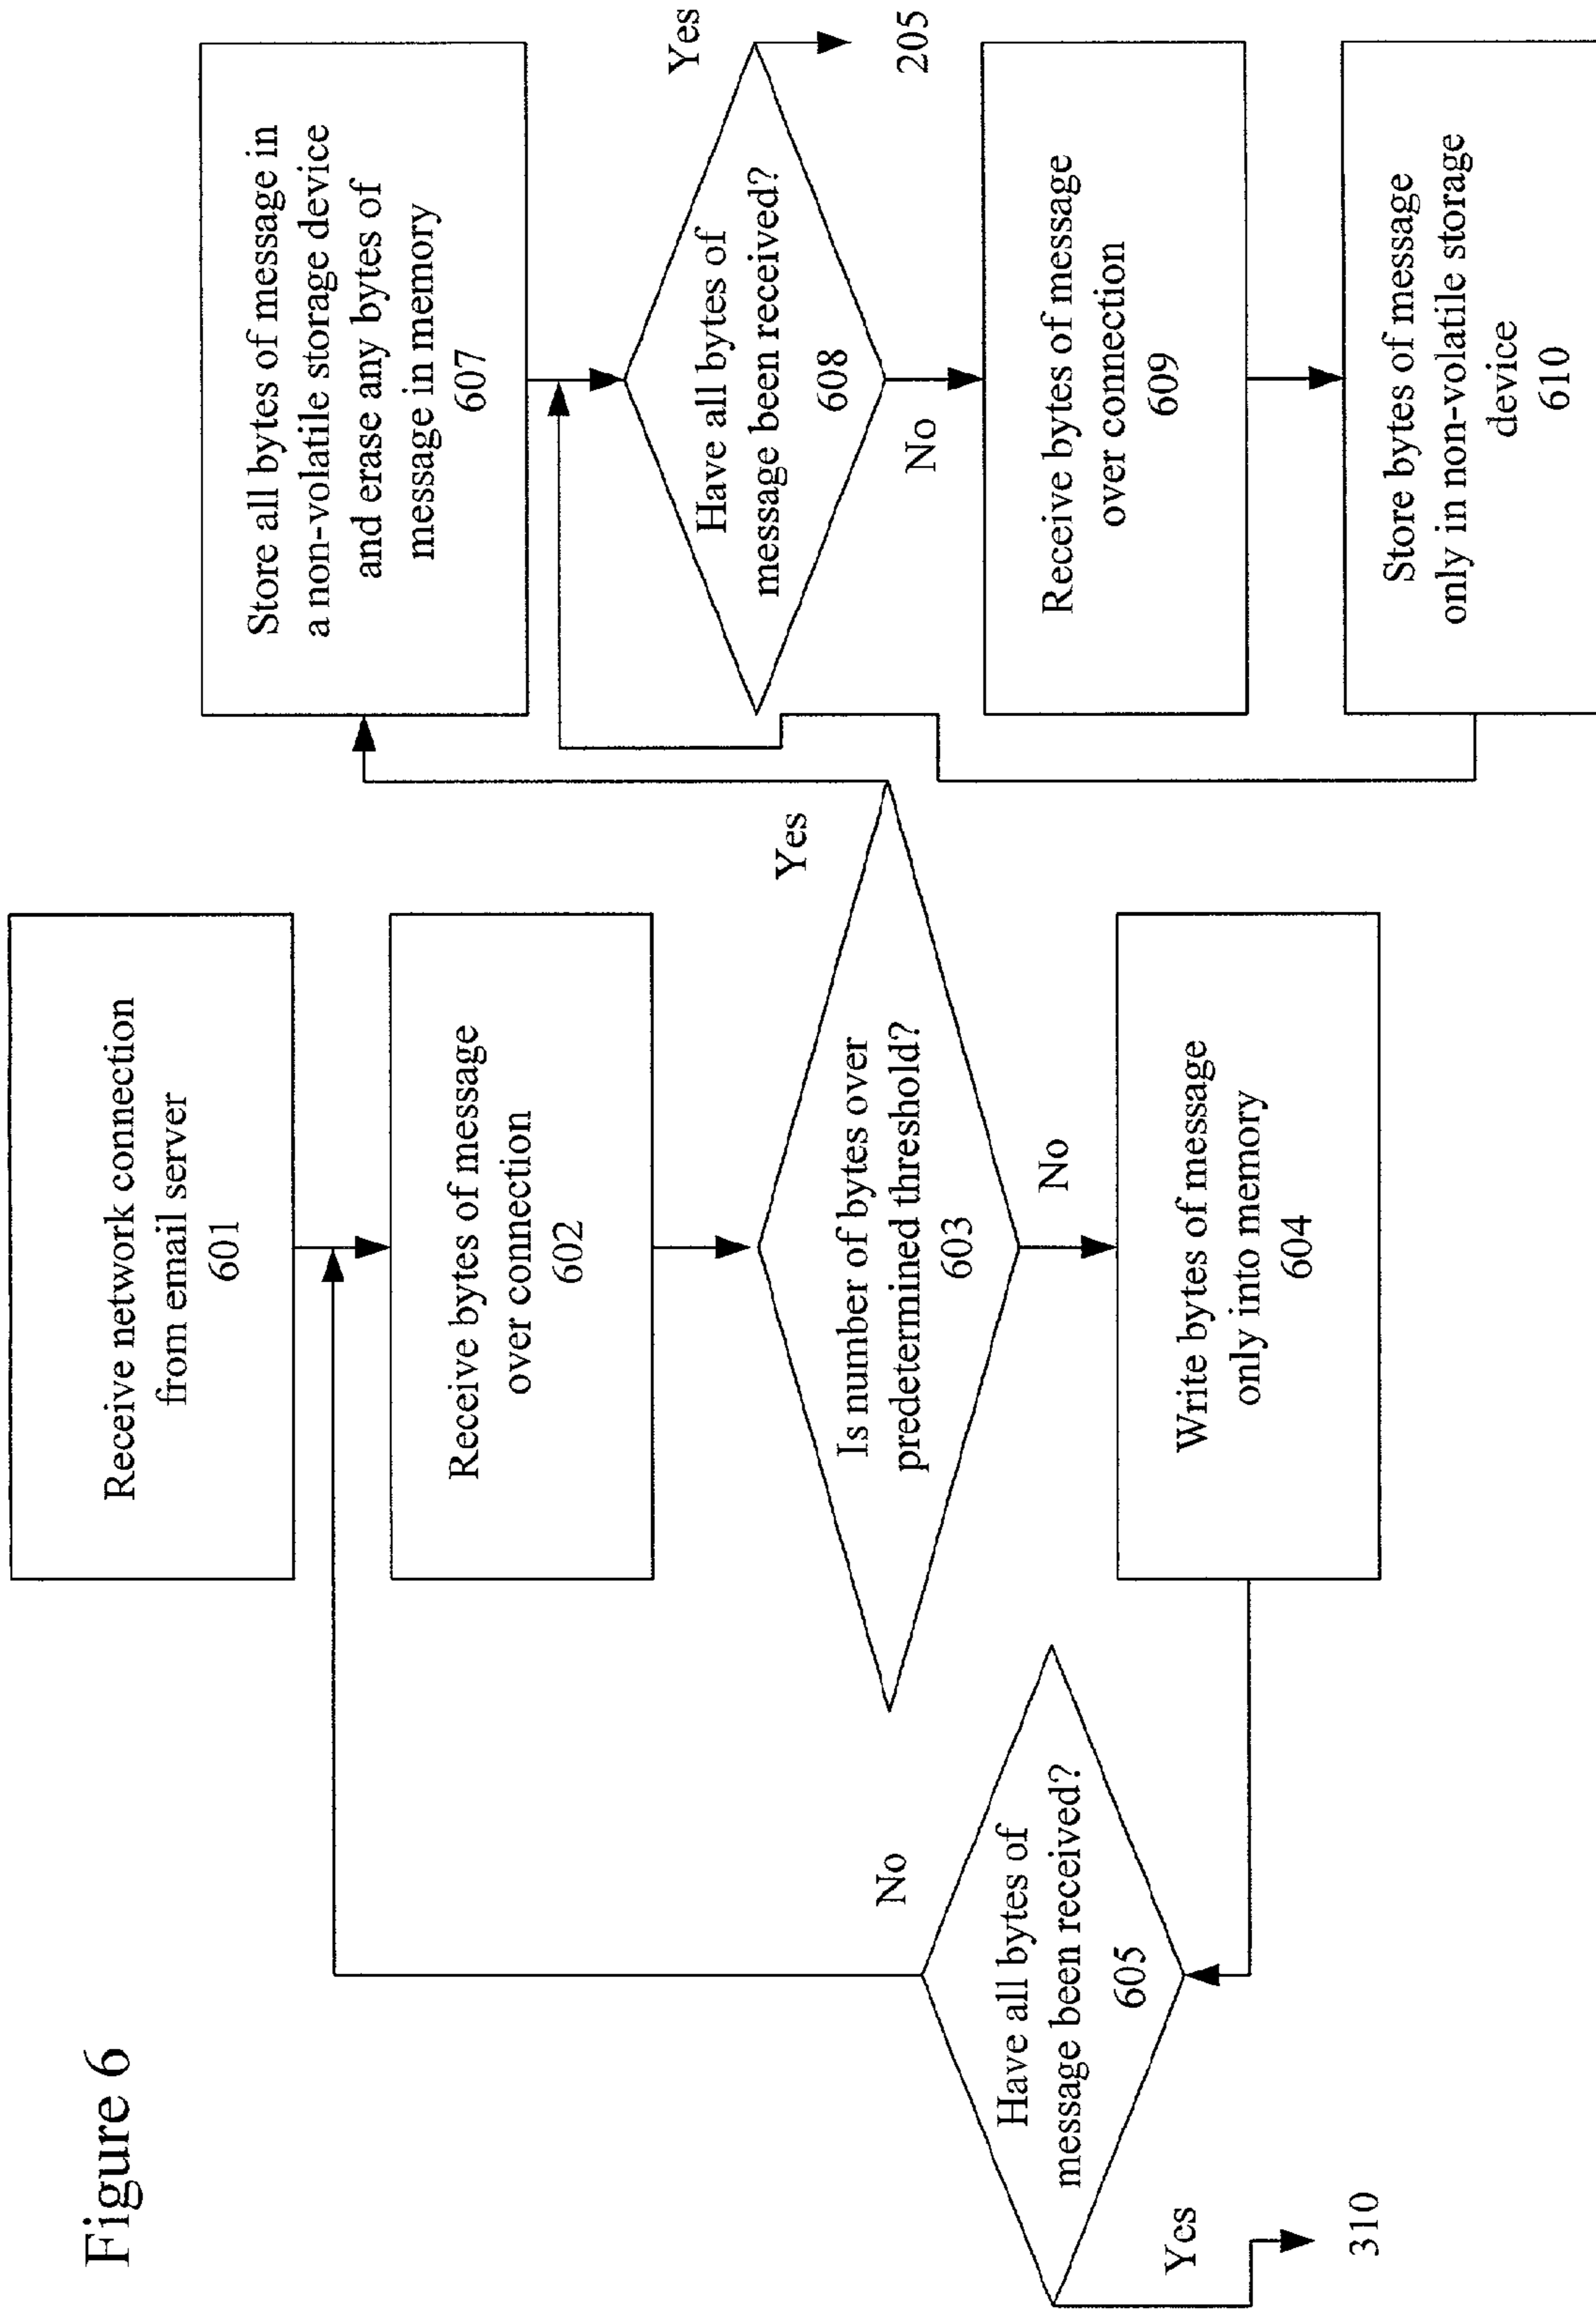 Figure 6
Receive network connection
from email server
601
Receive bytes of message
over connection
602
Is number of bytes over
predetermined threshold?
603
Yes
No
Write bytes of message
only into memory
604
Have all bytes of
message been received?
605
No
Yes
310
Store all bytes of message in
a non-volatile storage device
and erase any bytes of
message in memory
607
Have all bytes of
message been received?
608
Yes
205
No
Receive bytes of message
over connection
609
Store bytes of message
only in non-volatile storage
device
610